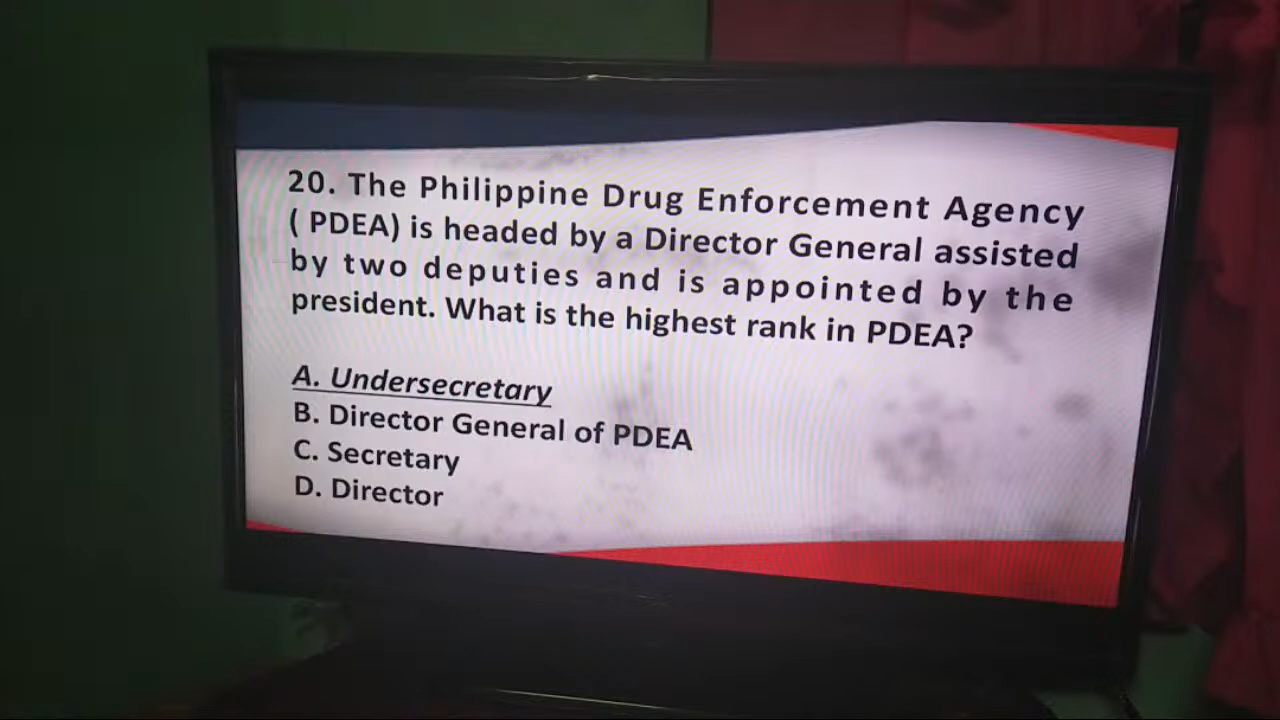 20. The Philippine Drug Enforcement Agency
( PDEA) is headed by a Director General assisted
by two deputies and is appointed by the
president. What is the highest rank in PDEA?
A. Undersecretary
B. Director General of PDEA
C. Secretary
D. Director